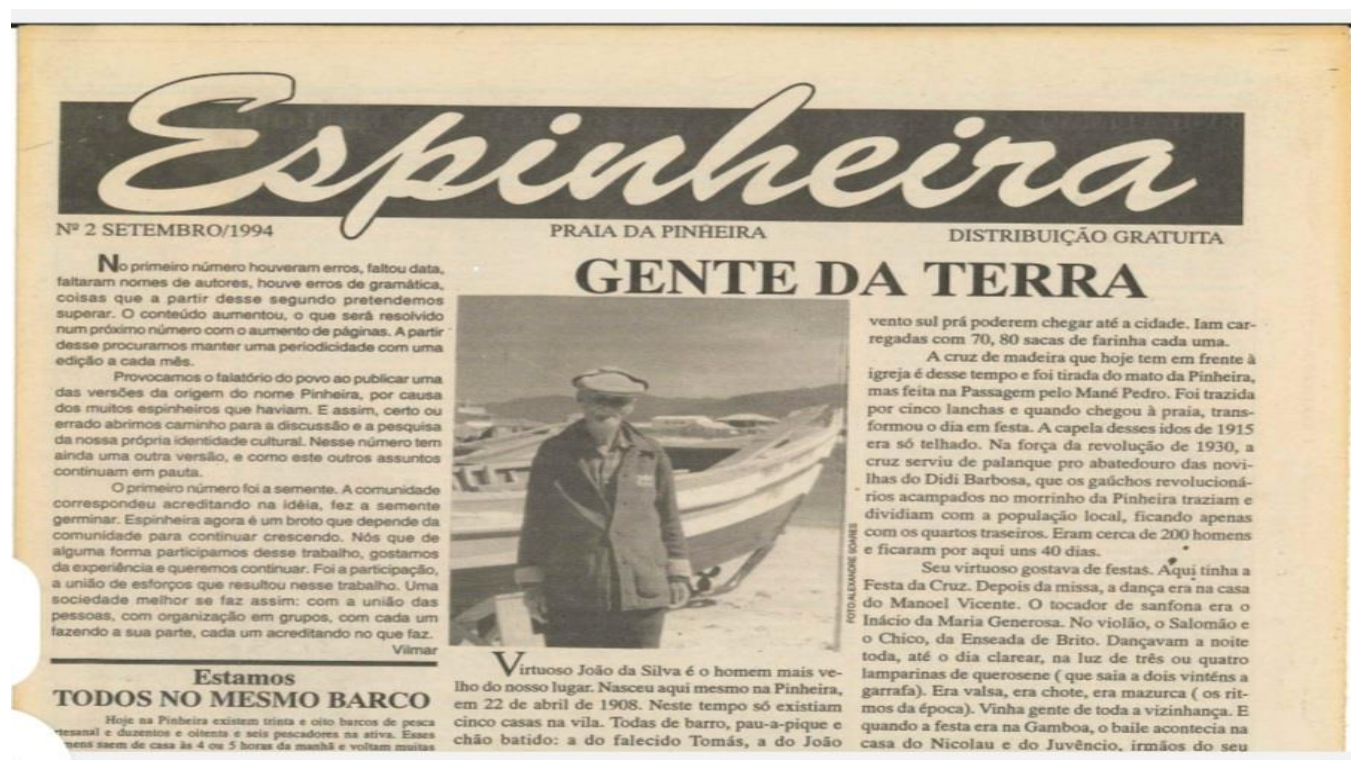 Espinheira
Nº 2 SETEMBRO/1994
PRAIA DA PINHEIRA
DISTRIBUIÇÃO GRATUITA
No primeiro número houveram erros, faltou data,
faltaram nomes de autores, houve erros de gramática,
coisas que a partir desse segundo pretendemos
superar. O conteúdo aumentou, o que será resolvido
num próximo número com o aumento de páginas. A partir
desse procuramos manter uma periodicidade com uma
edição a cada mês.
Provocamos o falatório do povo ao publicar uma
das versões da origem do nome Pinheira, por causa
dos muitos espinheiros que haviam. E assim, certo ou
errado abrimos caminho para a discussão e a pesquisa
da nossa própria identidade cultural. Nesse número tem
ainda uma outra versão, e como este outros assuntos
continuam em pauta.
O primeiro número foi a semente. A comunidade
correspondeu acreditando na idéia, fez a semente
germinar. Espinheira agora é um broto que depende da
comunidade para continuar crescendo. Nós que de
alguma forma participamos desse trabalho, gostamos
da experiência e queremos continuar. Foi a participação,
a união de esforços que resultou nesse trabalho. Uma
sociedade melhor se faz assim: com a união das
pessoas, com organização em grupos, com cada um
fazendo a sua parte, cada um acreditando no que faz.
Vilmar
Estamos
TODOS NO MESMO BARCO
Hoje na Pinheira existem trinta e oito barcos de pesca
rtesanal e duzentos e oitenta e seis pescadores na ativa. Esses
mens saem de casa às 4 ou 5 horas da manhã e voltam muitas
GENTE DA TERRA
FOTO ALEXANDRE SOARES
Virtuoso João da Silva é o homem mais ve-
lho do nosso lugar. Nasceu aqui mesmo na Pinheira,
em 22 de abril de 1908. Neste tempo só existiam
cinco casas na vila. Todas de barro, pau-a-pique e
chão batido: a do falecido Tomás, a do João
vento sul prá poderem chegar até a cidade. Iam car-
regadas com 70, 80 sacas de farinha cada uma.
A cruz de madeira que hoje tem em frente à
igreja é desse tempo e foi tirada do mato da Pinheira,
mas feita na Passagem pelo Mané Pedro. Foi trazida
por cinco lanchas e quando chegou à praia, trans-
formou o dia em festa. A capela desses idos de 1915
era só telhado. Na força da revolução de 1930, a
cruz serviu de palanque pro abatedouro das novi-
lhas do Didi Barbosa, que os gaúchos revolucioná-
rios acampados no morrinho da Pinheira traziam e
dividiam com a população local, ficando apenas
com os quartos traseiros. Eram cerca de 200 homens
e ficaram por aqui uns 40 dias.
Seu virtuoso gostava de festas. Aqui tinha a
Festa da Cruz. Depois da missa, a dança era na casa
do Manoel Vicente. O tocador de sanfona era o
Inácio da Maria Generosa. No violão, o Salomão e
o Chico, da Enseada de Brito. Dançavam a noite
toda, até o dia clarear, na luz de três ou quatro
lamparinas de querosene ( que saia a dois vinténs a
garrafa). Era valsa, era chote, era mazurca ( os rit-
mos da época). Vinha gente de toda a vizinhança. E
quando a festa era na Gamboa, o baile acontecia na
casa do Nicolau e do Juvêncio, irmãos do seu